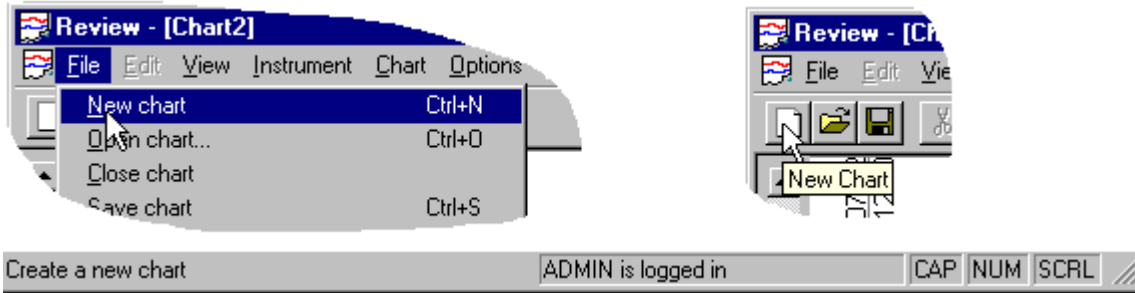 Review - [Chart2]
File Edit View Instrument Chart Options
New chart Ctrl+N
Open chart... Ctrl+O
Close chart
Save chart Ctrl+S
Review - [Ch
File Edit Vie
New Chart
Create a new chart ADMIN is logged in CAP NUM SCRL